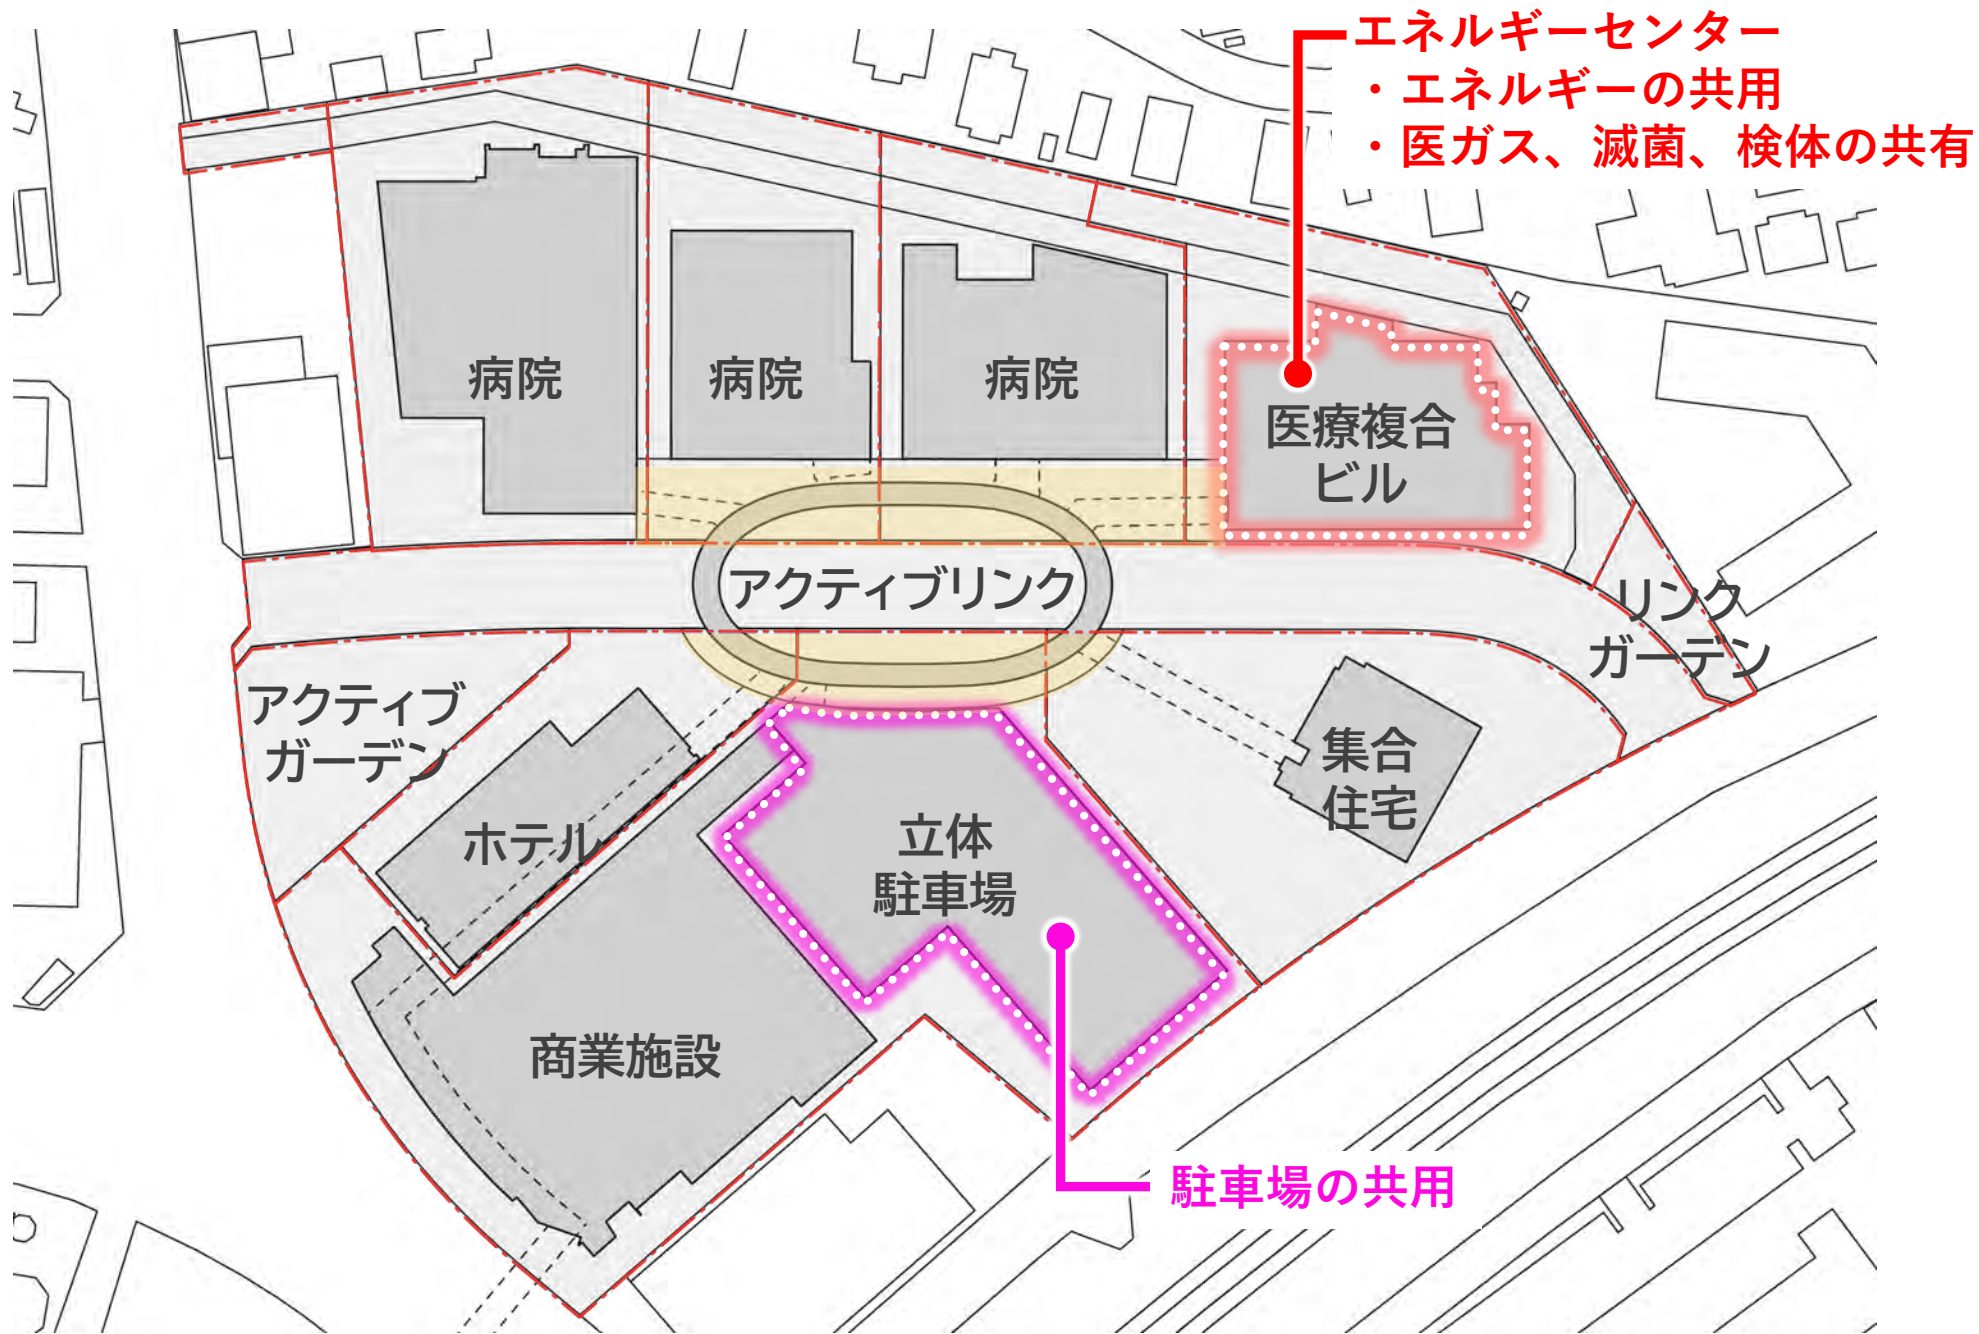 エネルギーセンター
・エネルギーの共用
・医ガス、滅菌、検体の共有
病院
病院
病院
医療複合
ビル
アクティブリンク
リンク
ガーデン
アクティブ
ガーデン
ホテル
立体
駐車場
集合
住宅
商業施設
駐車場の共用